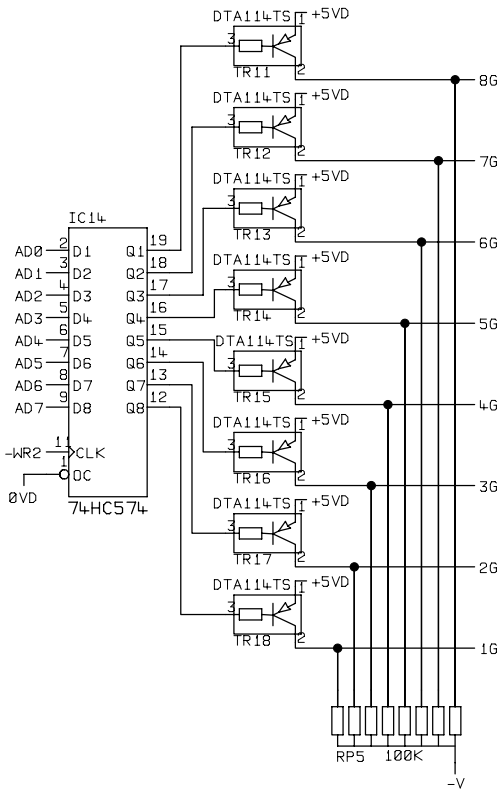 DTA114TS 1 +5VD
3
TR11 2
8G
DTA114TS 1 +5VD
3
TR12 2
7G
DTA114TS 1 +5VD
3
TR13 2
6G
DTA114TS 1 +5VD
3
TR14 2
5G
DTA114TS 1 +5VD
3
TR15 2
4G
DTA114TS 1 +5VD
3
TR16 2
3G
DTA114TS 1 +5VD
3
TR17 2
2G
DTA114TS 1 +5VD
3
TR18 2
1G
IC14
AD0 2 D1 Q1 19
AD1 3 D2 Q2 18
AD2 4 D3 Q3 17
AD3 5 D4 Q4 16
AD4 6 D5 Q5 15
AD5 7 D6 Q6 14
AD6 8 D7 Q7 13
AD7 9 D8 Q8 12
-WR2 11 CLK
1 OC
0VD
74HC574
RP5 100K
-V